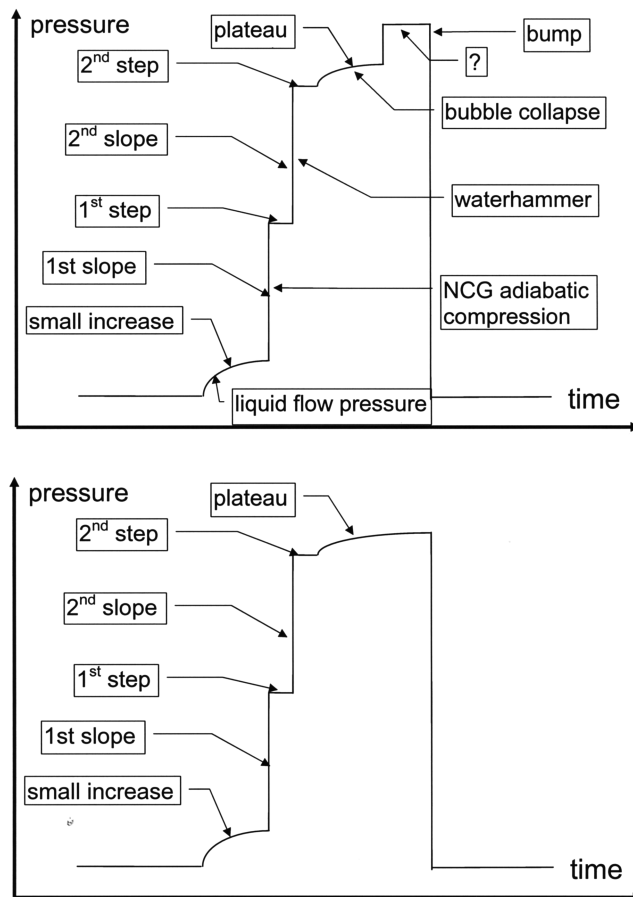 pressure
plateau
bump
?
2nd step
bubble collapse
2nd slope
waterhammer
1st step
1st slope
NCG adiabatic
compression
small increase
liquid flow pressure
time
pressure
plateau
2nd step
2nd slope
1st step
1st slope
small increase
time